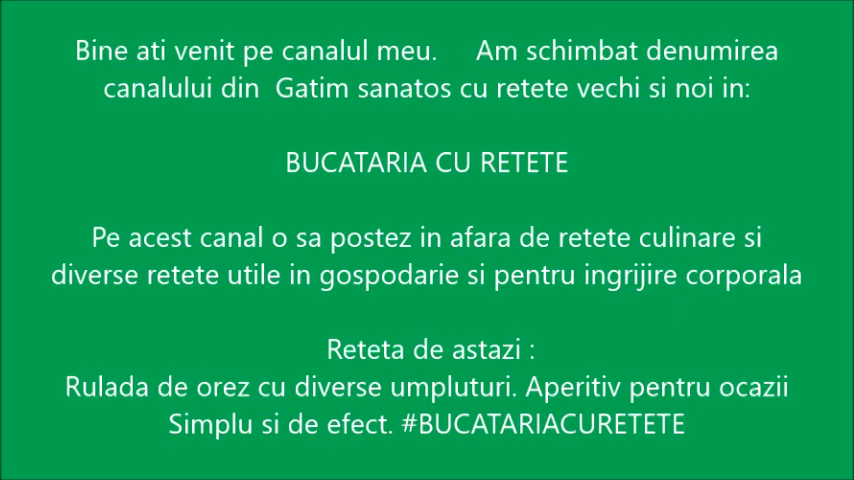 Bine ati venit pe canalul meu. Am schimbat denumirea
canalului din Gatim sanatos cu retete vechi si noi in:
BUCATARIA CU RETETE
Pe acest canal o sa postez in afara de retete culinare si
diverse retete utile in gospodarie si pentru ingrijire corporala
Reteta de astazi :
Rulada de orez cu diverse umpluturi. Aperitiv pentru ocazii
Simplu si de efect. #BUCATARIACURETETE